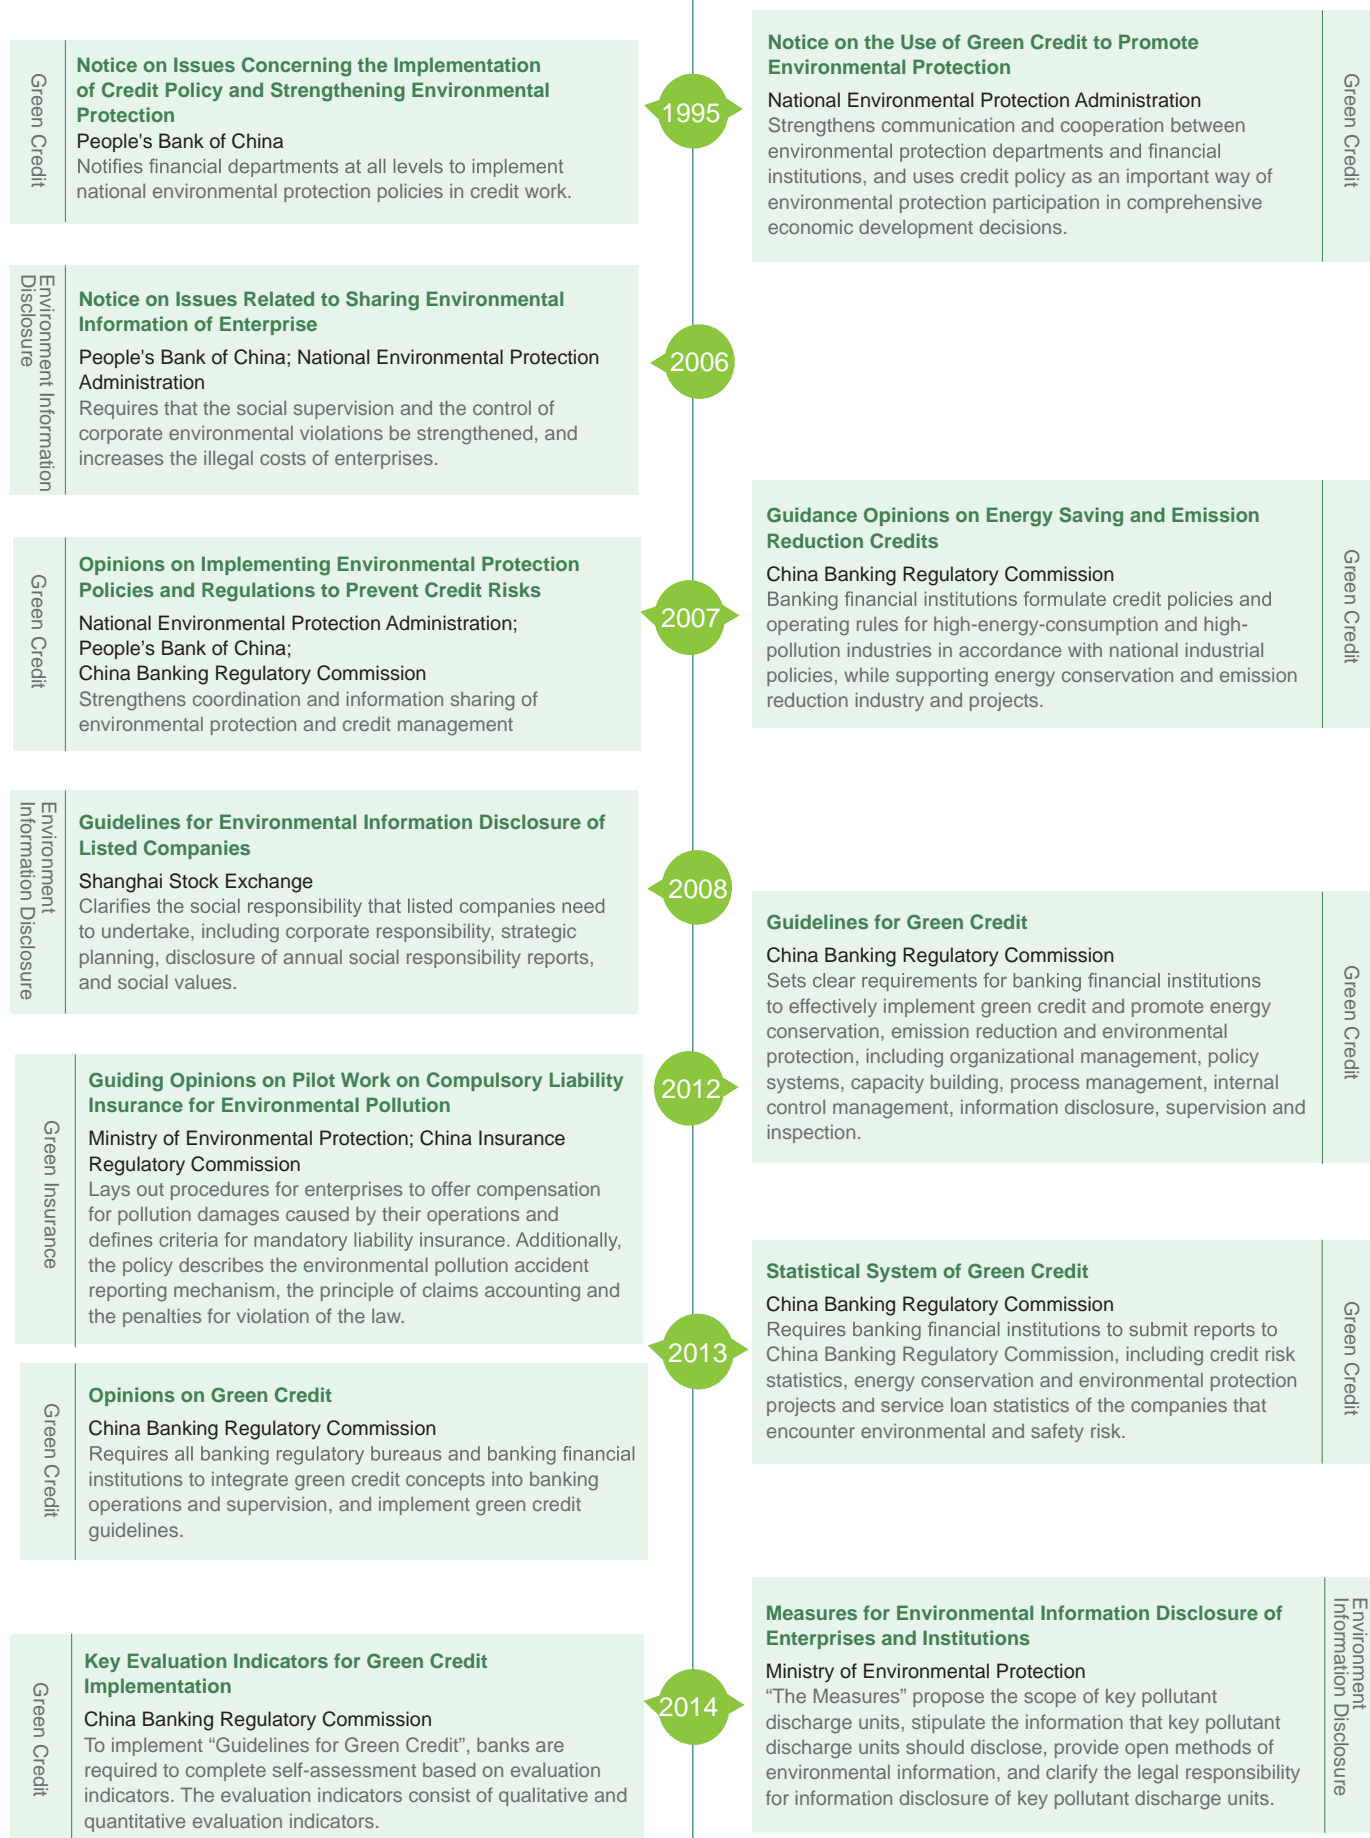 Green Credit
Notice on Issues Concerning the Implementation
of Credit Policy and Strengthening Environmental
Protection
People's Bank of China
Notifies financial departments at all levels to implement
national environmental protection policies in credit work.
1995
Notice on the Use of Green Credit to Promote
Environmental Protection
National Environmental Protection Administration
Strengthens communication and cooperation between
environmental protection departments and financial
institutions, and uses credit policy as an important way of
environmental protection participation in comprehensive
economic development decisions.
Green Credit
Environment Information
Disclosure
Notice on Issues Related to Sharing Environmental
Information of Enterprise
People's Bank of China; National Environmental Protection
Administration
Requires that the social supervision and the control of
corporate environmental violations be strengthened, and
increases the illegal costs of enterprises.
2006
Green Credit
Opinions on Implementing Environmental Protection
Policies and Regulations to Prevent Credit Risks
National Environmental Protection Administration;
People’s Bank of China;
China Banking Regulatory Commission
Strengthens coordination and information sharing of
environmental protection and credit management
2007
Guidance Opinions on Energy Saving and Emission
Reduction Credits
China Banking Regulatory Commission
Banking financial institutions formulate credit policies and
operating rules for high-energy-consumption and high-
pollution industries in accordance with national industrial
policies, while supporting energy conservation and emission
reduction industry and projects.
Green Credit
Environment
Information Disclosure
Guidelines for Environmental Information Disclosure of
Listed Companies
Shanghai Stock Exchange
Clarifies the social responsibility that listed companies need
to undertake, including corporate responsibility, strategic
planning, disclosure of annual social responsibility reports,
and social values.
2008
Guidelines for Green Credit
China Banking Regulatory Commission
Sets clear requirements for banking financial institutions
to effectively implement green credit and promote energy
conservation, emission reduction and environmental
protection, including organizational management, policy
systems, capacity building, process management, internal
control management, information disclosure, supervision and
inspection.
Green Credit
2012
Green Insurance
Guiding Opinions on Pilot Work on Compulsory Liability
Insurance for Environmental Pollution
Ministry of Environmental Protection; China Insurance
Regulatory Commission
Lays out procedures for enterprises to offer compensation
for pollution damages caused by their operations and
defines criteria for mandatory liability insurance. Additionally,
the policy describes the environmental pollution accident
reporting mechanism, the principle of claims accounting and
the penalties for violation of the law.
2013
Statistical System of Green Credit
China Banking Regulatory Commission
Requires banking financial institutions to submit reports to
China Banking Regulatory Commission, including credit risk
statistics, energy conservation and environmental protection
projects and service loan statistics of the companies that
encounter environmental and safety risk.
Green Credit
Green Credit
Opinions on Green Credit
China Banking Regulatory Commission
Requires all banking regulatory bureaus and banking financial
institutions to integrate green credit concepts into banking
operations and supervision, and implement green credit
guidelines.
Green Credit
Key Evaluation Indicators for Green Credit
Implementation
China Banking Regulatory Commission
To implement “Guidelines for Green Credit”, banks are
required to complete self-assessment based on evaluation
indicators. The evaluation indicators consist of qualitative and
quantitative evaluation indicators.
2014
Measures for Environmental Information Disclosure of
Enterprises and Institutions
Ministry of Environmental Protection
“The Measures” propose the scope of key pollutant
discharge units, stipulate the information that key pollutant
discharge units should disclose, provide open methods of
environmental information, and clarify the legal responsibility
for information disclosure of key pollutant discharge units.
Environment
Information Disclosure